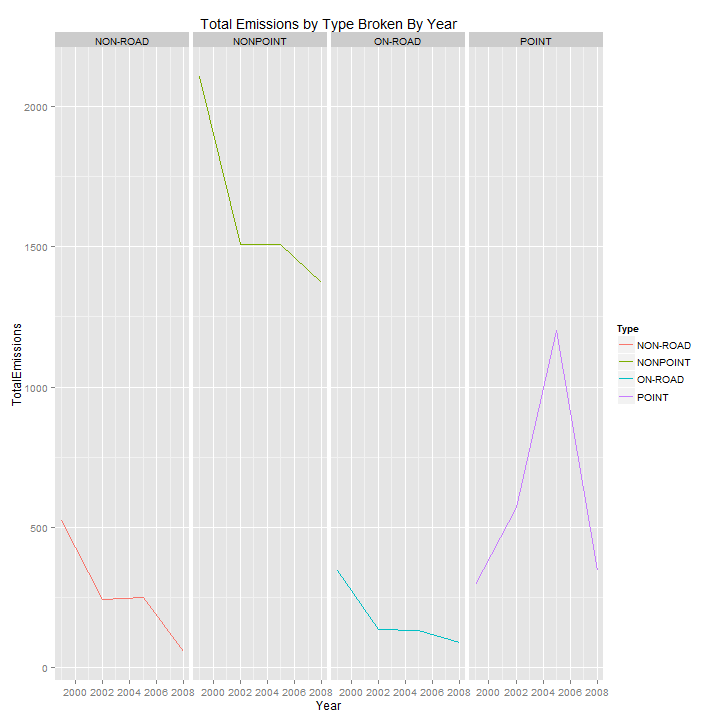 Total Emissions by Type Broken By Year
NON-ROAD NONPOINT ON-ROAD POINT
2000
1500
1000
500
0
TotalEmissions
2000 2002 2004 2006 2008 2000 2002 2004 2006 2008 2000 2002 2004 2006 2008 2000 2002 2004 2006 2008
Year
Type
NON-ROAD
NONPOINT
ON-ROAD
POINT